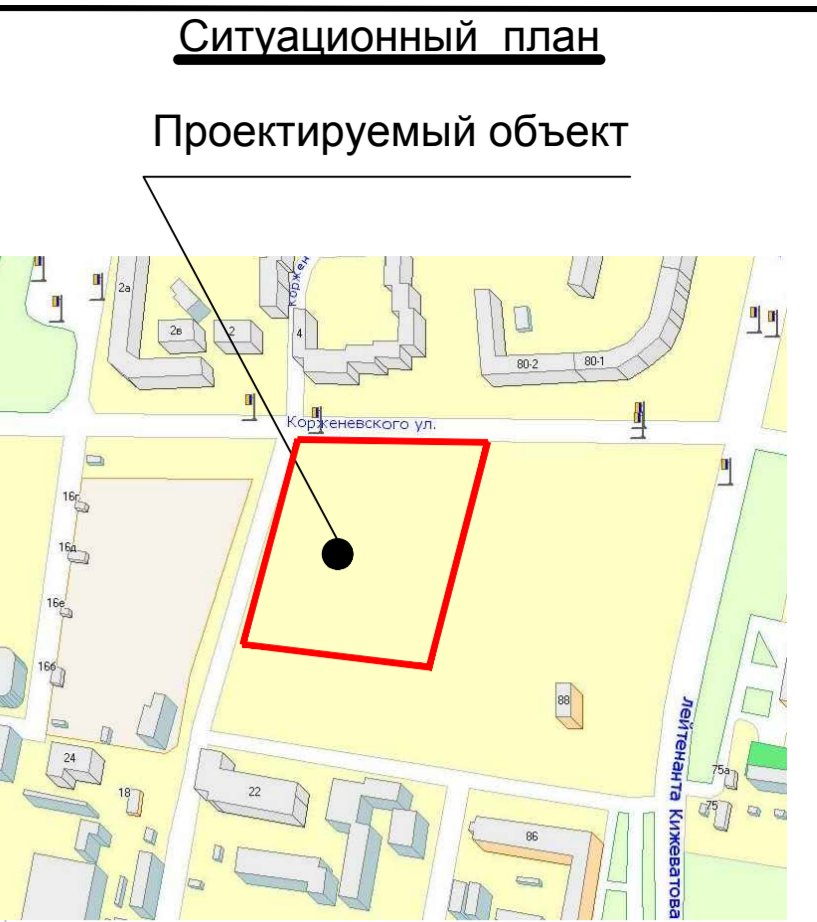 Ситуационный план
Проектируемый объект
коржен
2а
2в
2
4
80-2
80-1
Корженевского ул.
16г
16д
16е
16б
88
24
18
22
86
75а
75
лейтенанта Кижеватова